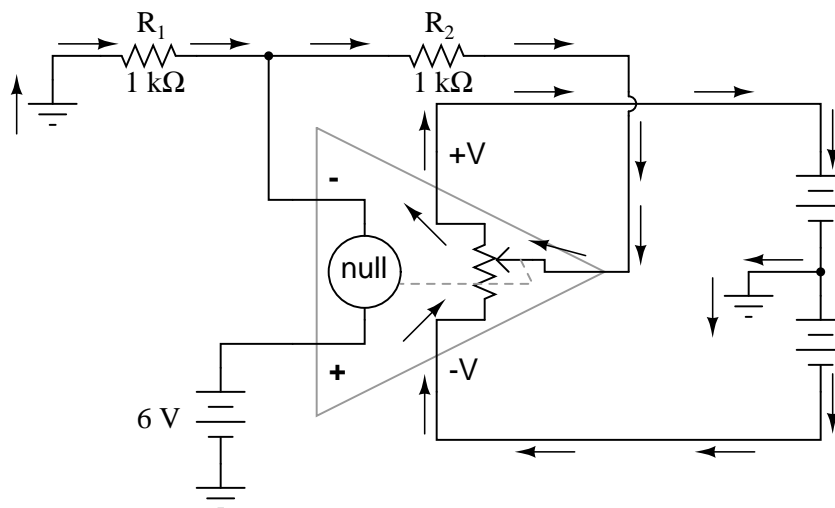 R1 R2
1 kΩ 1 kΩ
+V
-
null
+
-V
6 V